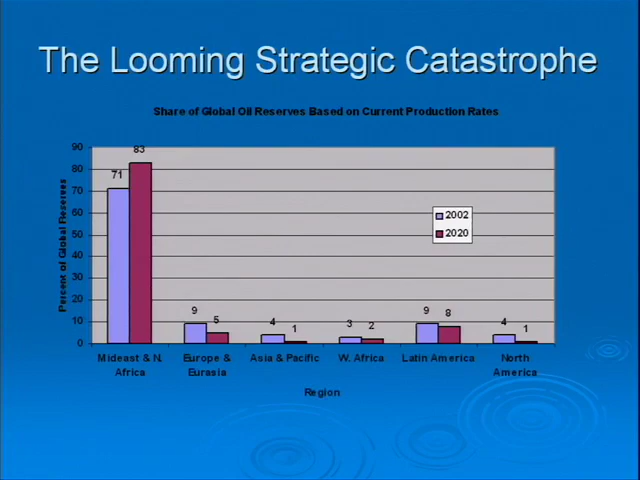 The Looming Strategic Catastrophe
Share of Global Oil Reserves Based on Current Production Rates
Percent of Global Reserves
90
80
70
60
50
40
30
20
10
0
71
83
9
5
4
1
3
2
9
8
4
1
2002
2020
Mideast & N. Africa
Europe & Eurasia
Asia & Pacific
W. Africa
Latin America
North America
Region